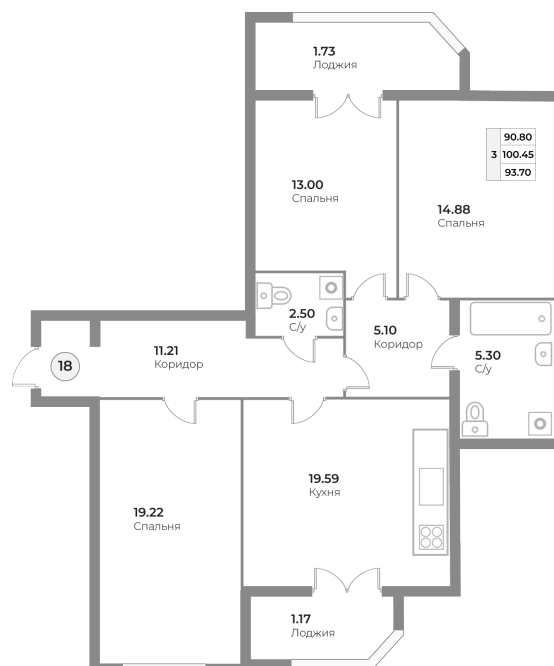 1.73
Лоджия
90.80
3 100.45
93.70
13.00
Спальня
14.88
Спальня
2.50
С/у
5.10
Коридор
11.21
Коридор
18
5.30
С/у
19.59
Кухня
19.22
Спальня
1.17
Лоджия